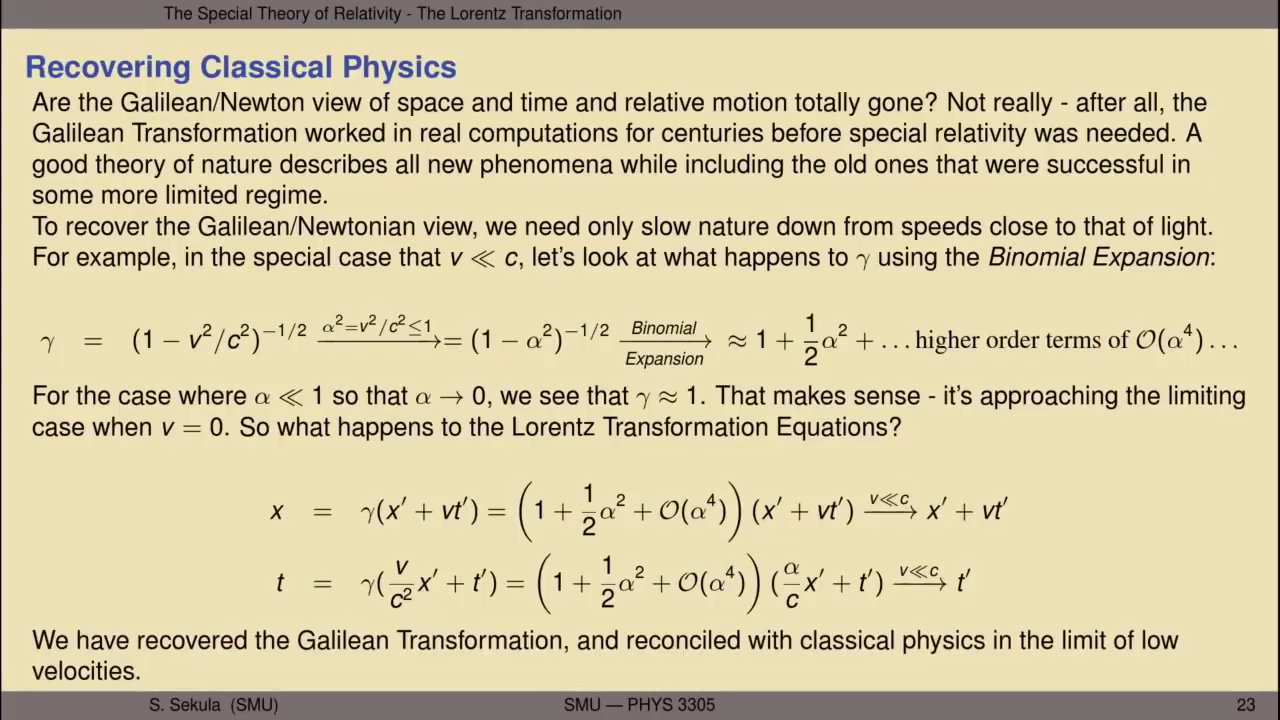 The Special Theory of Relativity - The Lorentz Transformation
Recovering Classical Physics
Are the Galilean/Newton view of space and time and relative motion totally gone? Not really - after all, the
Galilean Transformation worked in real computations for centuries before special relativity was needed. A
good theory of nature describes all new phenomena while including the old ones that were successful in
some more limited regime.
To recover the Galilean/Newtonian view, we need only slow nature down from speeds close to that of light.
For example, in the special case that v ≪ c, let's look at what happens to γ using the Binomial Expansion:
γ = (1 − v²/c²)^−1/2 α²=v²/c²≤1 ⟶= (1 − α²)^−1/2 Binomial Expansion ⟶ ≈ 1 + 1/2 α² + … higher order terms of O(α⁴) …
For the case where α ≪ 1 so that α → 0, we see that γ ≈ 1. That makes sense - it's approaching the limiting
case when v = 0. So what happens to the Lorentz Transformation Equations?
x = γ(x′ + vt′) = (1 + 1/2 α² + O(α⁴)) (x′ + vt′) v≪c ⟶ x′ + vt′
t = γ(v/c² x′ + t′) = (1 + 1/2 α² + O(α⁴)) (α/c x′ + t′) v≪c ⟶ t′
We have recovered the Galilean Transformation, and reconciled with classical physics in the limit of low
velocities.
S. Sekula (SMU) SMU — PHYS 3305 23